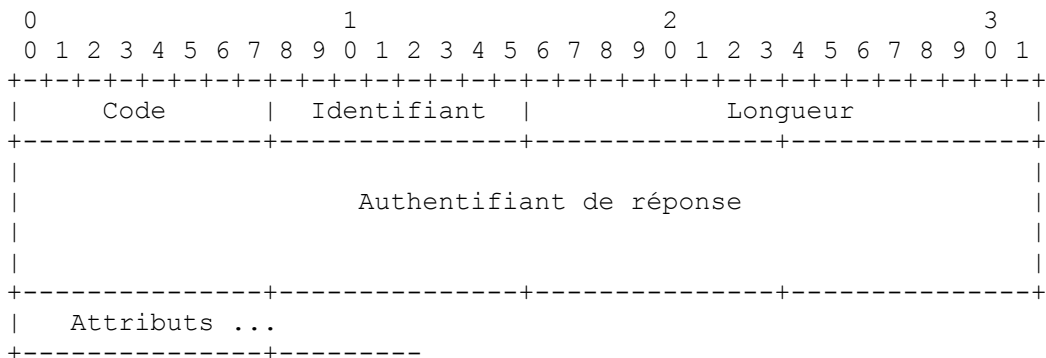 0                   1                   2                   3
 0 1 2 3 4 5 6 7 8 9 0 1 2 3 4 5 6 7 8 9 0 1 2 3 4 5 6 7 8 9 0 1
+-+-+-+-+-+-+-+-+-+-+-+-+-+-+-+-+-+-+-+-+-+-+-+-+-+-+-+-+-+-+-+-+
|     Code      |  Identifiant  |            Longueur           |
+---------------+---------------+---------------+---------------+
|                                                               |
|                     Authentifiant de réponse                  |
|                                                               |
|                                                               |
+---------------+---------------+---------------+---------------+
|   Attributs ...
+---------------+---------